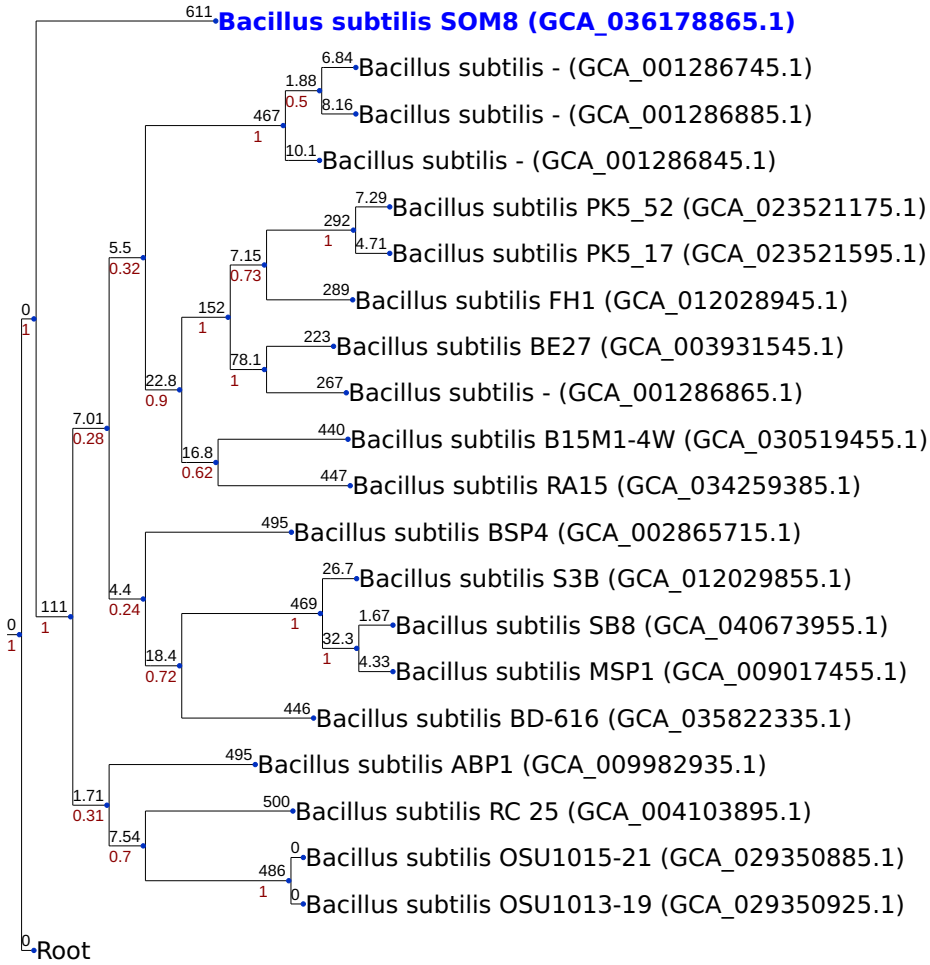 611
Bacillus subtilis SOM8 (GCA_036178865.1)
6.84
Bacillus subtilis - (GCA_001286745.1)
1.88
0.5
8.16
Bacillus subtilis - (GCA_001286885.1)
467
1
10.1
Bacillus subtilis - (GCA_001286845.1)
7.29
Bacillus subtilis PK5_52 (GCA_023521175.1)
292
1
4.71
Bacillus subtilis PK5_17 (GCA_023521595.1)
5.5
0.32
7.15
0.73
289
Bacillus subtilis FH1 (GCA_012028945.1)
0
1
152
1
223
Bacillus subtilis BE27 (GCA_003931545.1)
78.1
1
267
Bacillus subtilis - (GCA_001286865.1)
22.8
0.9
7.01
0.28
440
Bacillus subtilis B15M1-4W (GCA_030519455.1)
16.8
0.62
447
Bacillus subtilis RA15 (GCA_034259385.1)
495
Bacillus subtilis BSP4 (GCA_002865715.1)
26.7
Bacillus subtilis S3B (GCA_012029855.1)
4.4
0.24
469
1
1.67
Bacillus subtilis SB8 (GCA_040673955.1)
111
1
0
1
32.3
1
4.33
Bacillus subtilis MSP1 (GCA_009017455.1)
18.4
0.72
446
Bacillus subtilis BD-616 (GCA_035822335.1)
495
Bacillus subtilis ABP1 (GCA_009982935.1)
1.71
0.31
500
Bacillus subtilis RC 25 (GCA_004103895.1)
7.54
0.7
0
Bacillus subtilis OSU1015-21 (GCA_029350885.1)
486
1
0
Bacillus subtilis OSU1013-19 (GCA_029350925.1)
0
Root